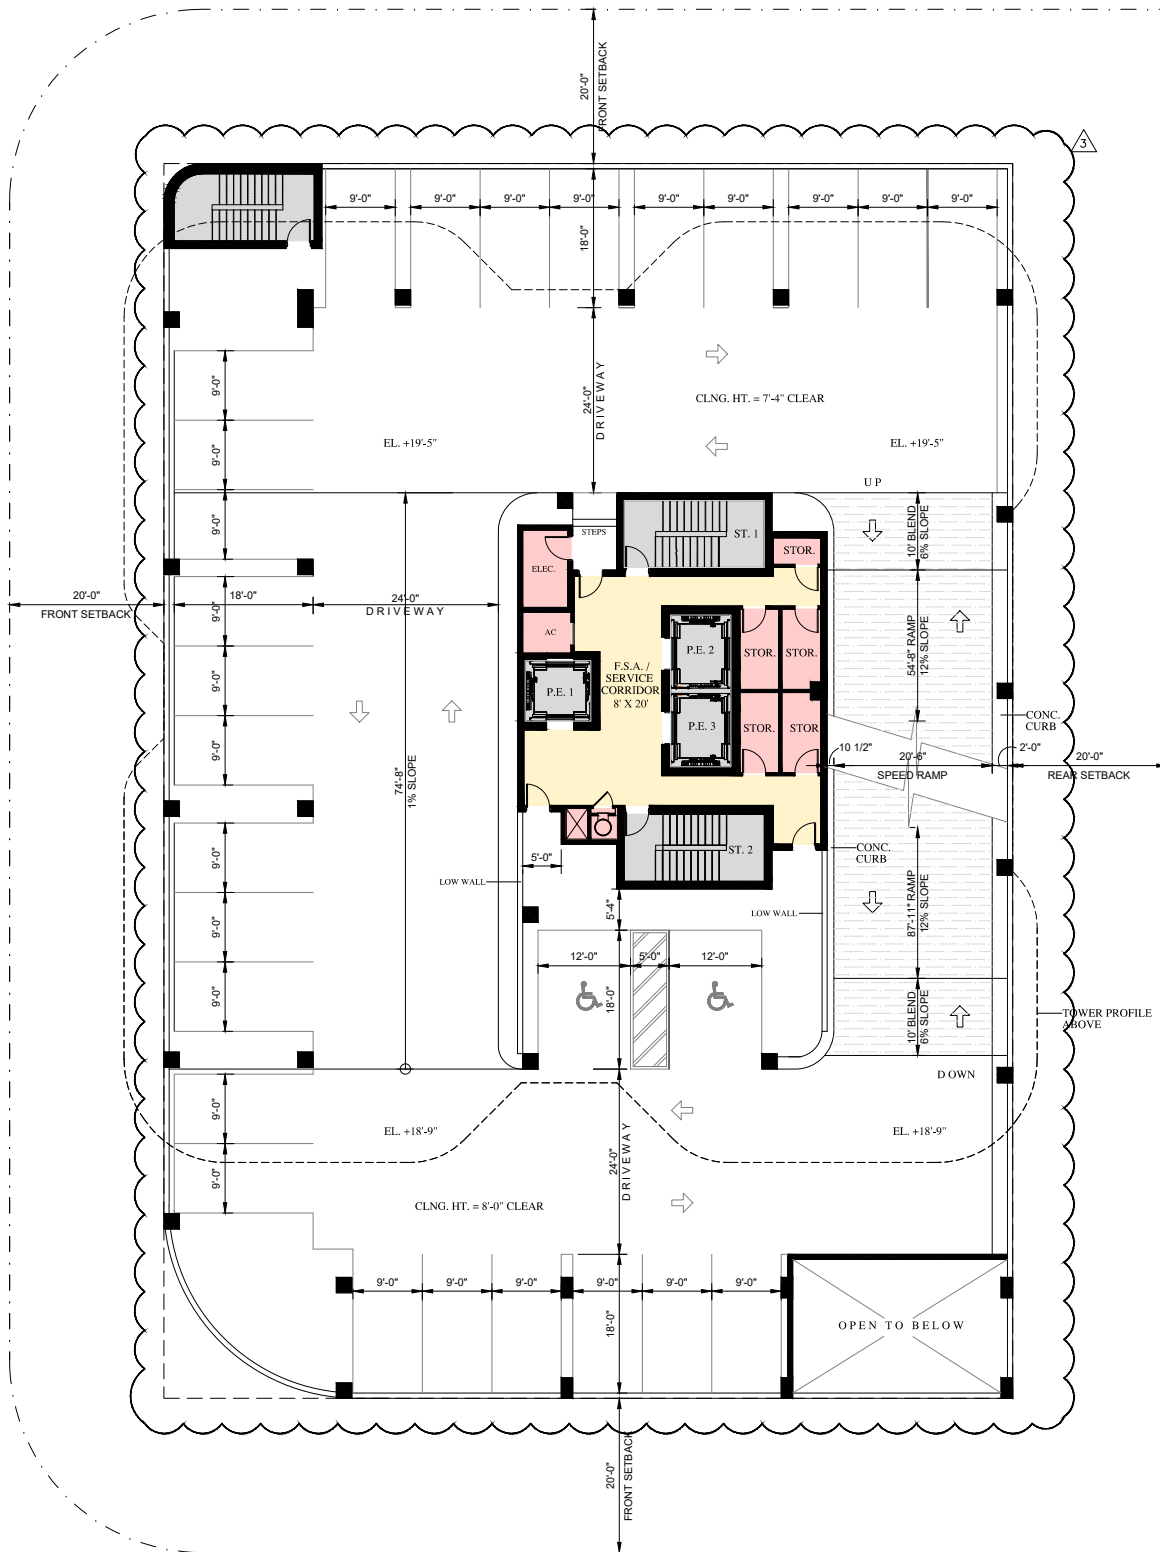 20'-0"
FRONT SETBACK
3
9'-0"
9'-0"
9'-0"
9'-0"
9'-0"
9'-0"
9'-0"
9'-0"
9'-0"
18'-0"
24'-0"
DRIVEWAY
CLNG. HT. = 7'-4" CLEAR
9'-0"
9'-0"
EL. +19'-5"
EL. +19'-5"
UP
9'-0"
10' BLEND
6% SLOPE
STEPS
ST. 1
STOR.
ELEC.
20'-0"
FRONT SETBACK
18'-0"
9'-0"
24'-0"
DRIVEWAY
AC
54'-8" RAMP
12% SLOPE
P.E. 2
STOR.
STOR.
F.S.A. /
SERVICE
CORRIDOR
8' X 20'
9'-0"
P.E. 1
9'-0"
P.E. 3
STOR.
STOR
CONC.
CURB
74'-8"
1% SLOPE
10 1/2"
20'-6"
SPEED RAMP
2'-0"
20'-0"
REAR SETBACK
9'-0"
ST. 2
CONC.
CURB
5'-0"
LOW WALL
9'-0"
5'-4"
LOW WALL
87'-11" RAMP
12% SLOPE
9'-0"
12'-0"
5'-0"
12'-0"
18'-0"
10' BLEND
6% SLOPE
TOWER PROFILE
ABOVE
DOWN
9'-0"
EL. +18'-9"
EL. +18'-9"
9'-0"
24'-0"
DRIVEWAY
CLNG. HT. = 8'-0" CLEAR
9'-0"
9'-0"
9'-0"
9'-0"
9'-0"
9'-0"
18'-0"
OPEN TO BELOW
20'-0"
FRONT SETBACK